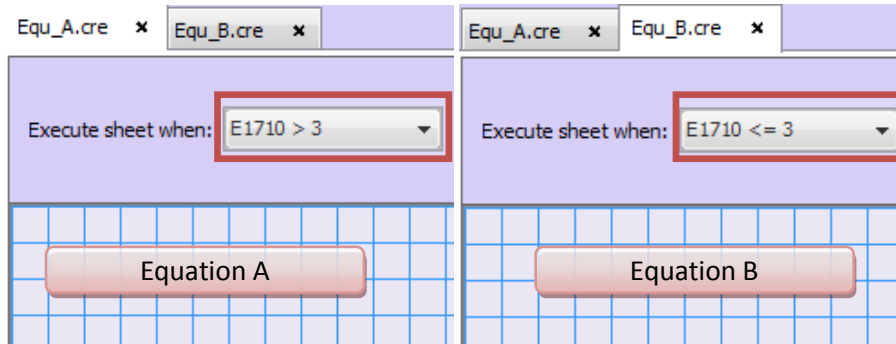 Equ_A.cre × Equ_B.cre ×
Execute sheet when: E1710 > 3
Equation A
Equ_A.cre × Equ_B.cre ×
Execute sheet when: E1710 <= 3
Equation B